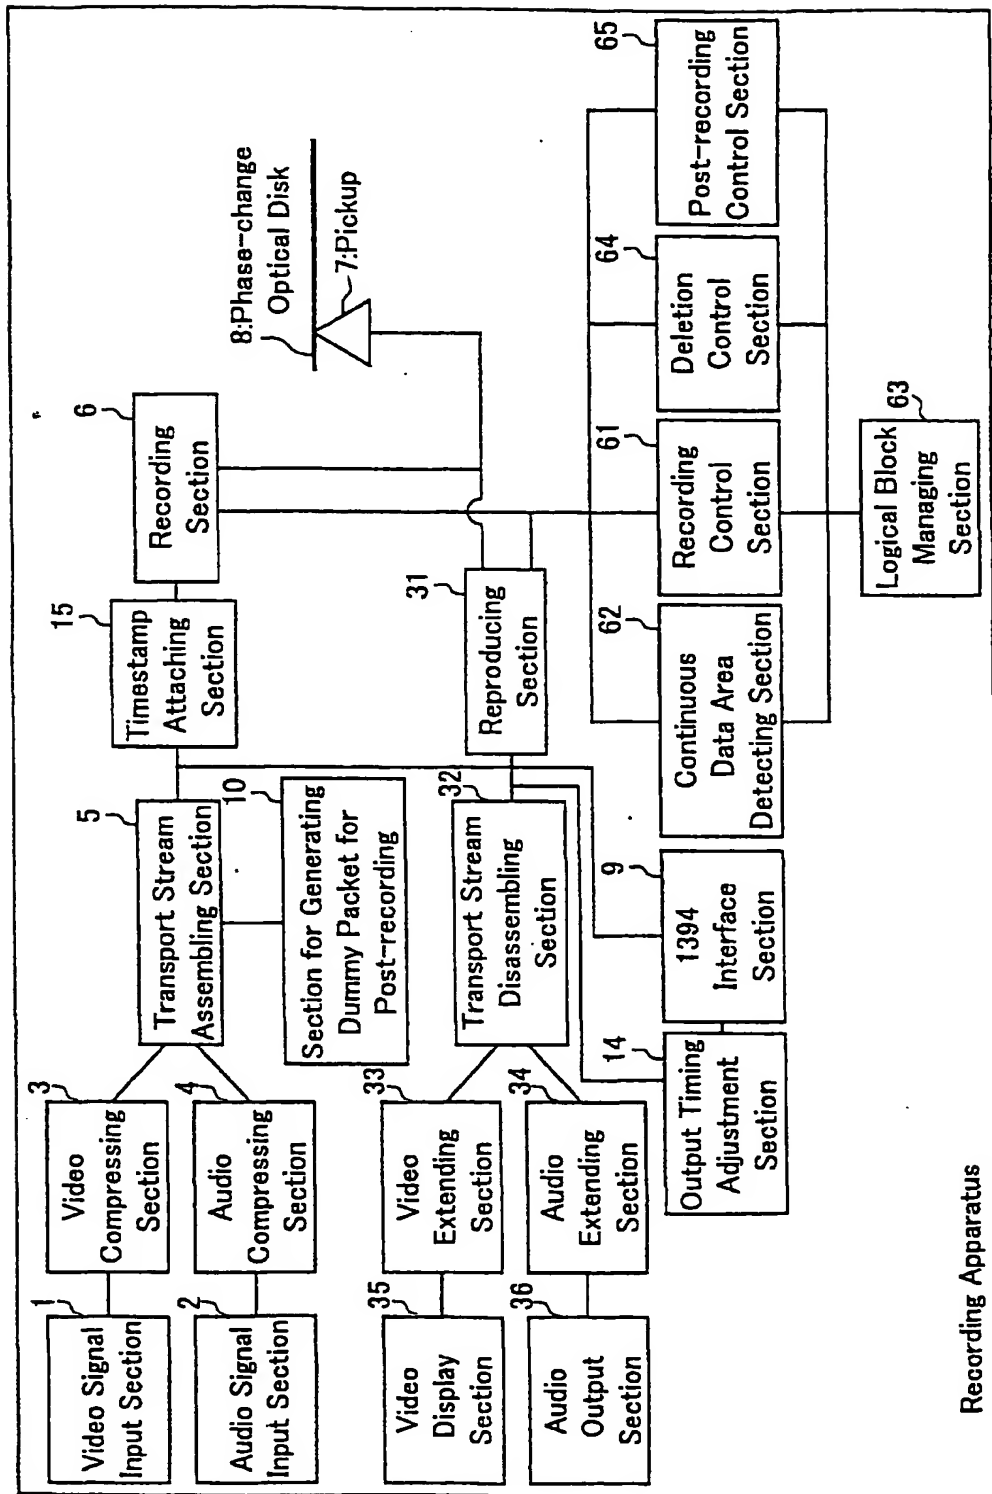 1
Video Signal
Input Section
3
Video
Compressing
Section
2
Audio Signal
Input Section
4
Audio
Compressing
Section
5
Transport Stream
Assembling Section
15
Timestamp
Attaching
Section
6
Recording
Section
8:Phase-change
Optical Disk
7:Pickup
10
Section for Generating
Dummy Packet for
Post-recording
35
Video
Display
Section
33
Video
Extending
Section
36
Audio
Output
Section
34
Audio
Extending
Section
32
Transport Stream
Disassembling
Section
31
Reproducing
Section
14
Output Timing
Adjustment
Section
9
1394
Interface
Section
62
Continuous
Data Area
Detecting Section
61
Recording
Control
Section
64
Deletion
Control
Section
65
Post-recording
Control Section
63
Logical Block
Managing
Section
Recording Apparatus